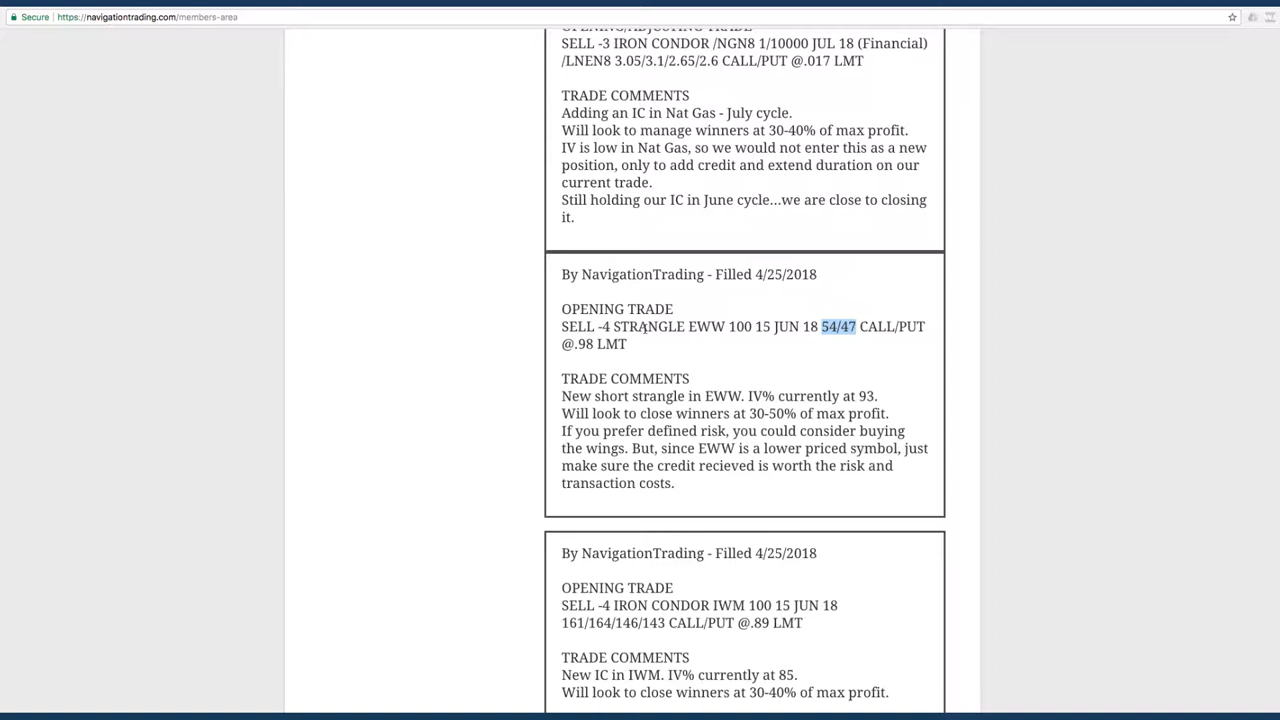 Secure | https://navigationtrading.com/members-area
OPENING/ADJUSTING TRADE
SELL -3 IRON CONDOR /NGN8 1/10000 JUL 18 (Financial)
/LNEN8 3.05/3.1/2.65/2.6 CALL/PUT @.017 LMT
TRADE COMMENTS
Adding an IC in Nat Gas - July cycle.
Will look to manage winners at 30-40% of max profit.
IV is low in Nat Gas, so we would not enter this as a new
position, only to add credit and extend duration on our
current trade.
Still holding our IC in June cycle…we are close to closing
it.
By NavigationTrading - Filled 4/25/2018
OPENING TRADE
SELL -4 STRANGLE EWW 100 15 JUN 18 54/47 CALL/PUT
@.98 LMT
TRADE COMMENTS
New short strangle in EWW. IV% currently at 93.
Will look to close winners at 30-50% of max profit.
If you prefer defined risk, you could consider buying
the wings. But, since EWW is a lower priced symbol, just
make sure the credit recieved is worth the risk and
transaction costs.
By NavigationTrading - Filled 4/25/2018
OPENING TRADE
SELL -4 IRON CONDOR IWM 100 15 JUN 18
161/164/146/143 CALL/PUT @.89 LMT
TRADE COMMENTS
New IC in IWM. IV% currently at 85.
Will look to close winners at 30-40% of max profit.